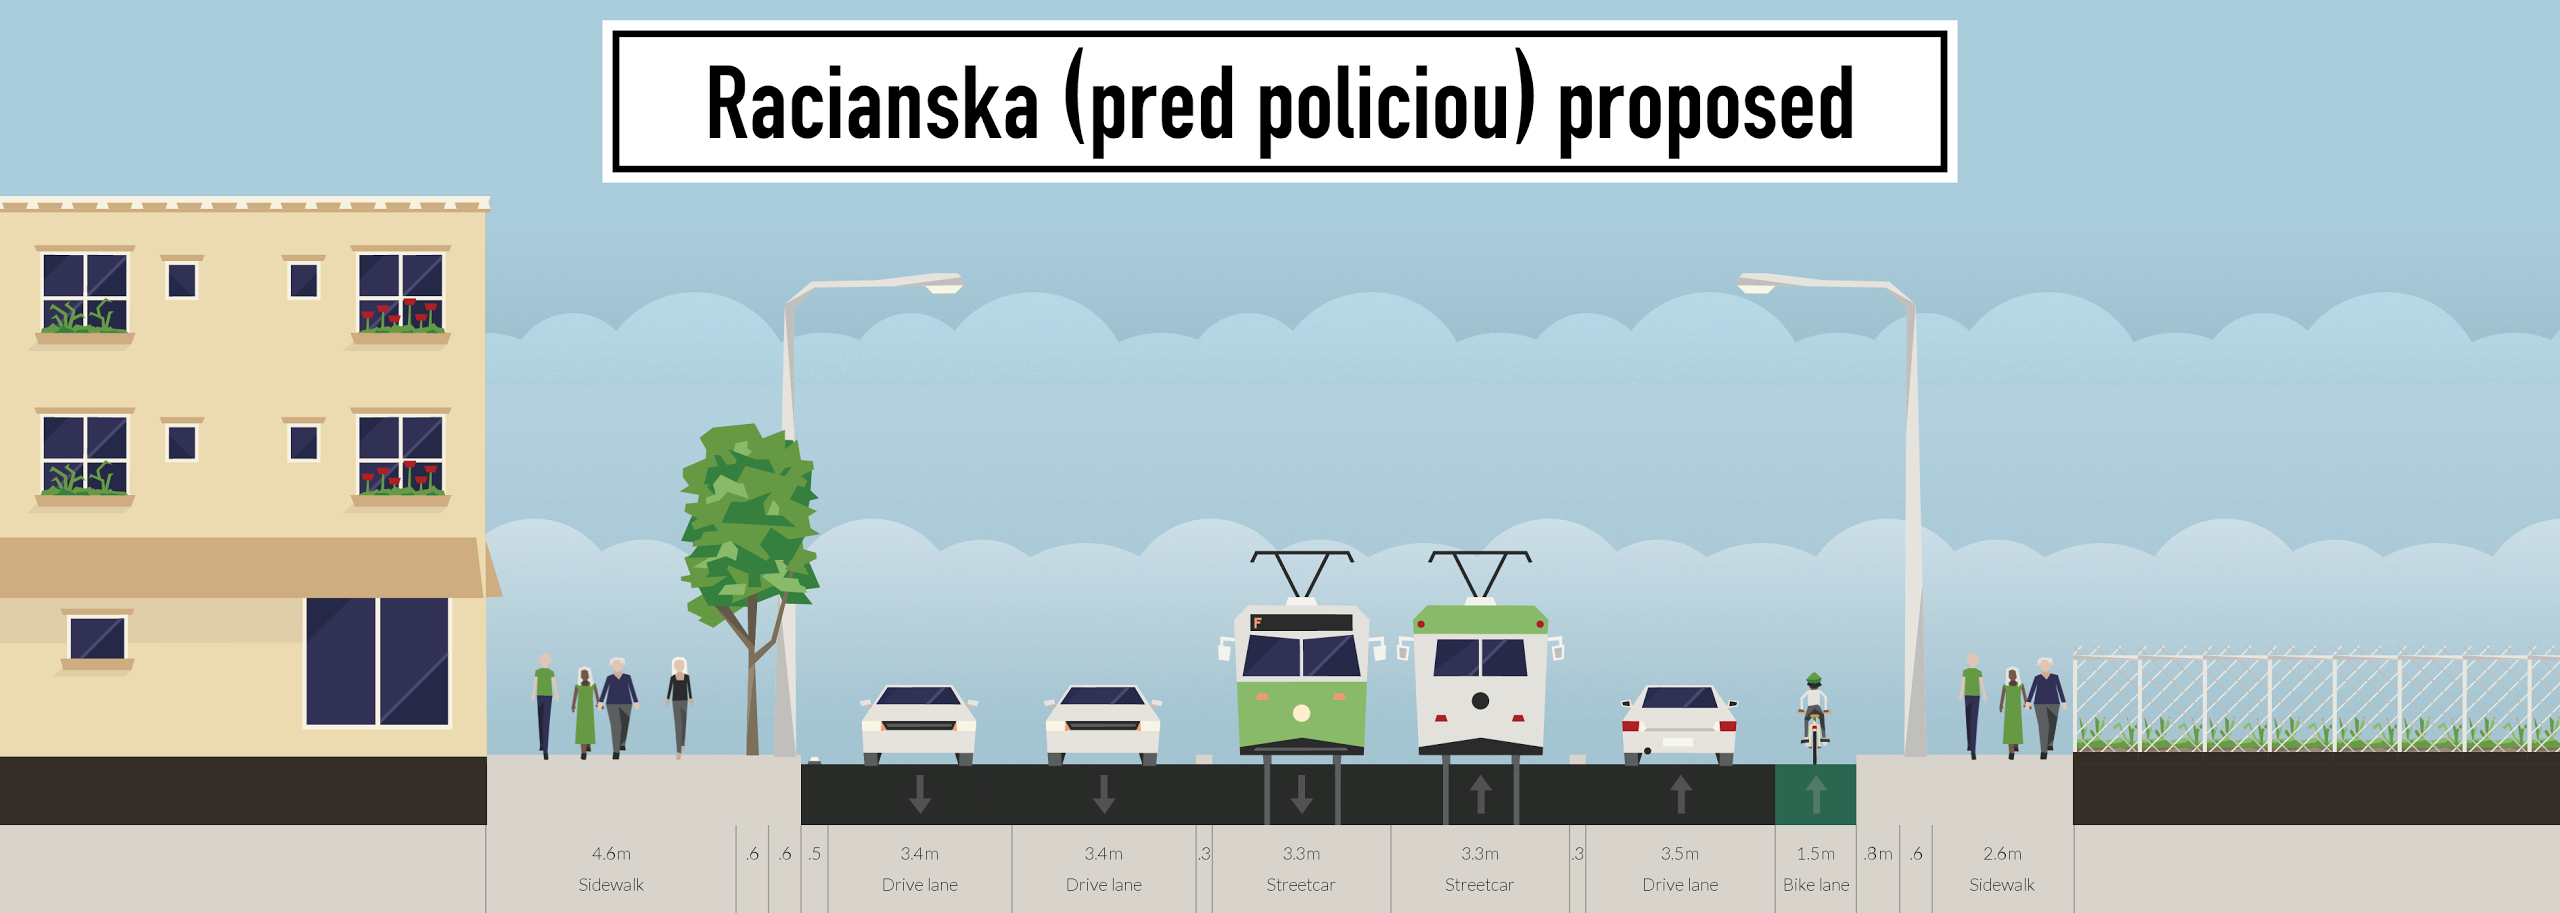 Racianska (pred policiou) proposed
F
4.6m .6 .6 .5 3.4m 3.4m .3 3.3m 3.3m .3 3.5m 1.5m .8m .6 2.6m
Sidewalk Drive lane Drive lane Streetcar Streetcar Drive lane Bike lane Sidewalk